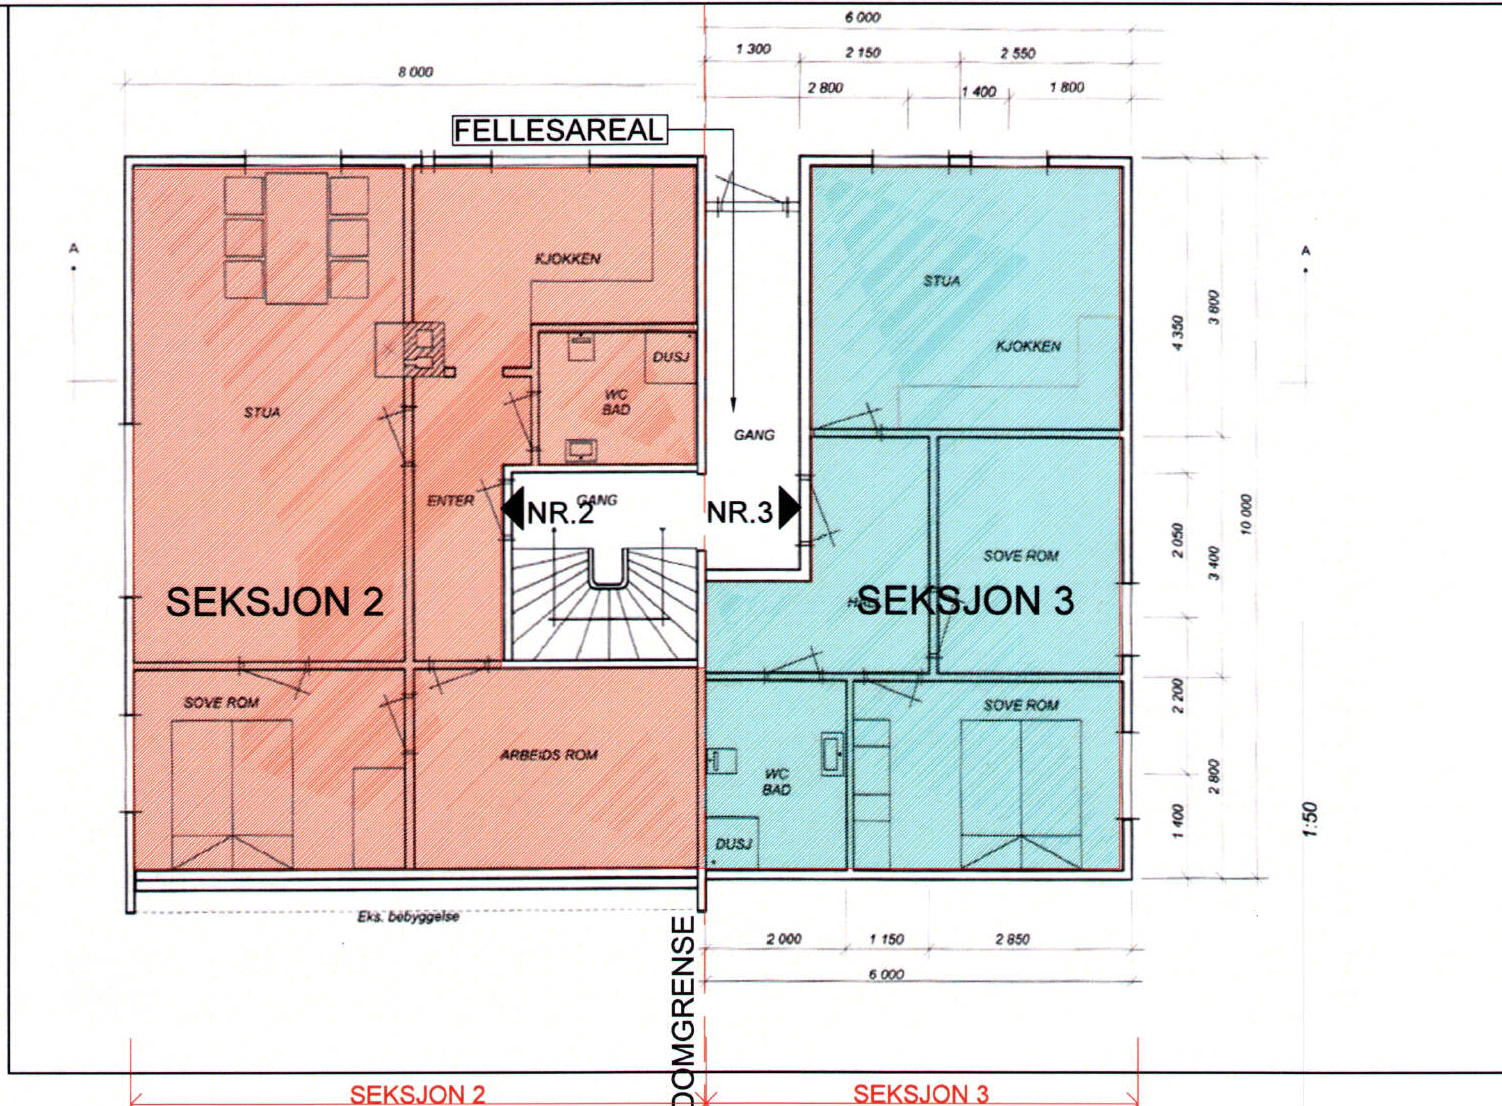 6 000
1 300
2 150
2 550
8 000
2 800
1 400
1 800
FELLESAREAL
A
A
KJOKKEN
STUA
3 800
4 350
DUSJ
KJOKKEN
WC
BAD
STUA
GANG
ENTER
GANG
NR.2
NR.3
10 000
2 050
SOVE ROM
3 400
SEKSJON 2
SEKSJON 3
SOVE ROM
SOVE ROM
2 200
ARBEIDS ROM
WC
BAD
2 800
1 400
1:50
DUSJ
Eks. bebyggelse
DOMGRENSE
2 000
1 150
2 850
6 000
SEKSJON 2
SEKSJON 3